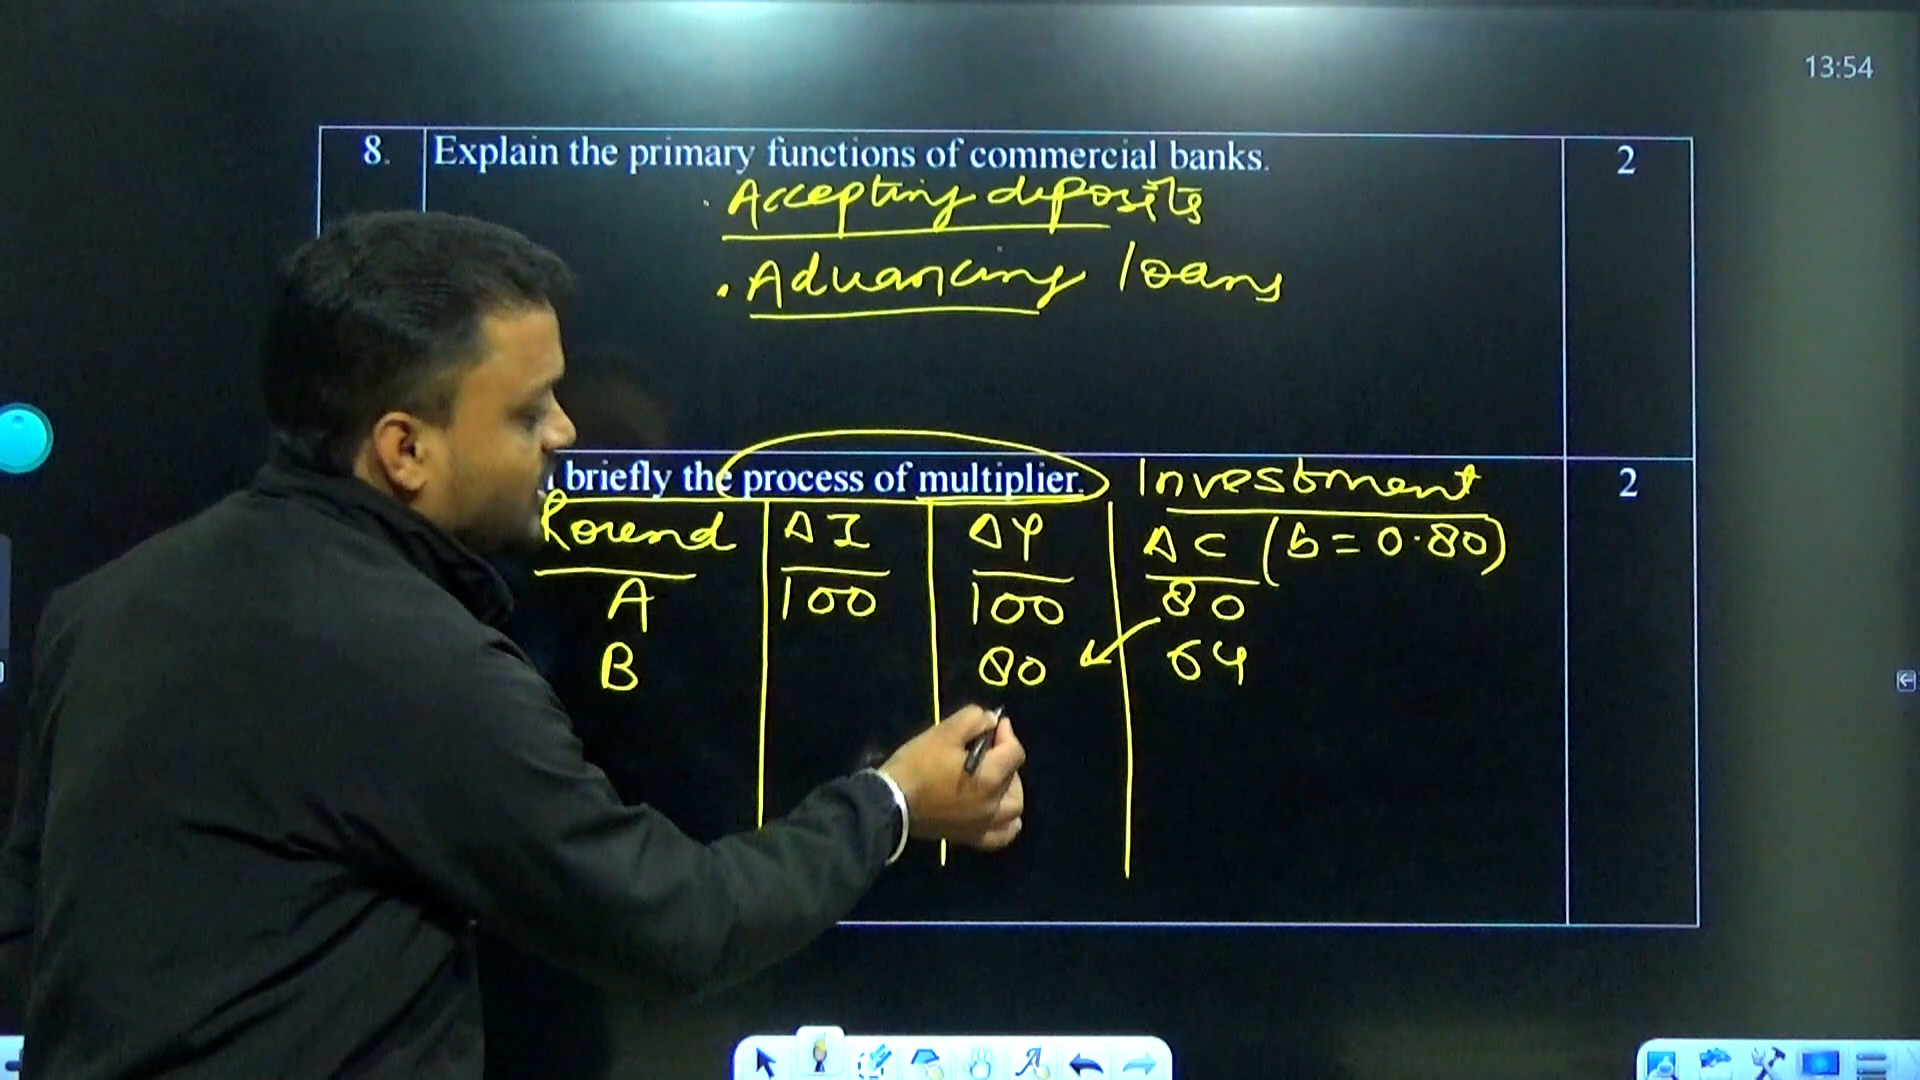 13:54
8. Explain the primary functions of commercial banks. 2
. Accepting deposits
. Advancing loans
briefly the process of multiplier. Investment 2
Round ΔI ΔY ΔC (b = 0.80)
A 100 100 80
B 80 64